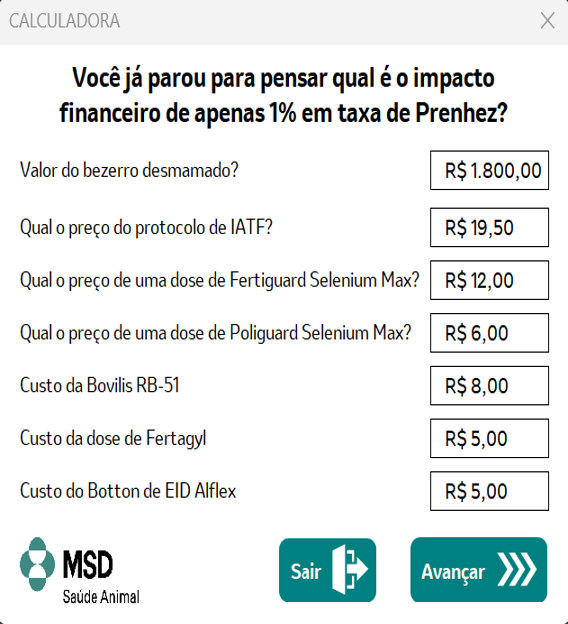 CALCULADORA
Você já parou para pensar qual é o impacto
financeiro de apenas 1% em taxa de Prenhez?
Valor do bezerro desmamado? R$ 1.800,00
Qual o preço do protocolo de IATF? R$ 19,50
Qual o preço de uma dose de Fertiguard Selenium Max? R$ 12,00
Qual o preço de uma dose de Poliguard Selenium Max? R$ 6,00
Custo da Bovilis RB-51 R$ 8,00
Custo da dose de Fertagyl R$ 5,00
Custo do Botton de EID Alflex R$ 5,00
MSD
Saúde Animal
Sair
Avançar